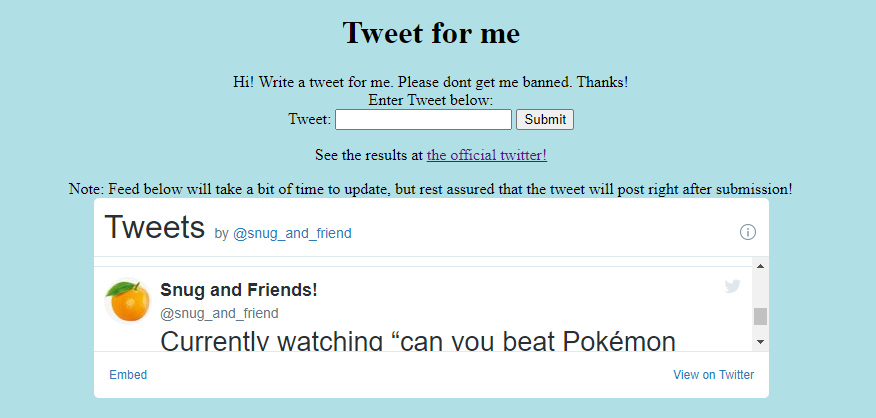 Tweet for me
Hi! Write a tweet for me. Please dont get me banned. Thanks!
Enter Tweet below:
Tweet: Submit
See the results at the official twitter!
Note: Feed below will take a bit of time to update, but rest assured that the tweet will post right after submission!
Tweets by @snug_and_friend
Snug and Friends!
@snug_and_friend
Currently watching “can you beat Pokémon
Embed View on Twitter